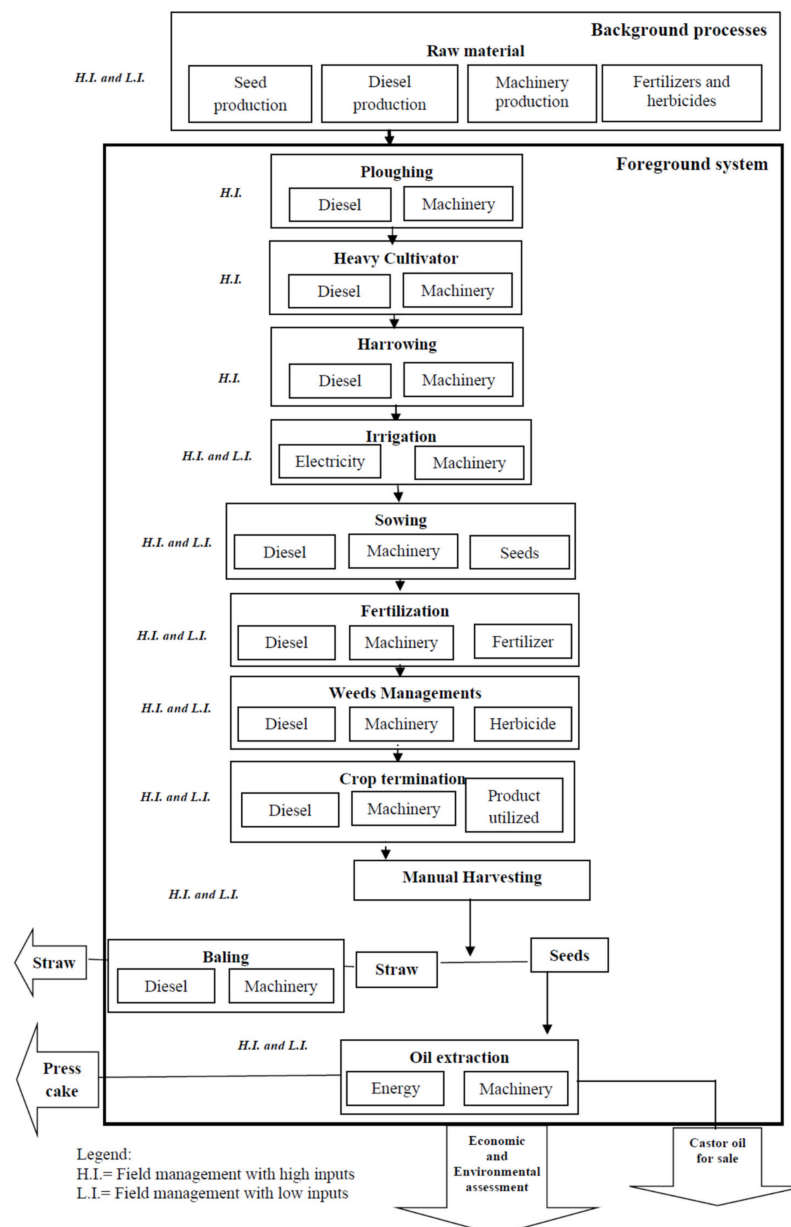 Background processes
Raw material
H.I. and L.I.
Seed
production
Diesel
production
Machinery
production
Fertilizers and
herbicides
Foreground system
Ploughing
H.I.
Diesel
Machinery
Heavy Cultivator
H.I.
Diesel
Machinery
Harrowing
H.I.
Diesel
Machinery
Irrigation
H.I. and L.I.
Electricity
Machinery
Sowing
H.I. and L.I.
Diesel
Machinery
Seeds
Fertilization
H.I. and L.I.
Diesel
Machinery
Fertilizer
Weeds Managements
H.I. and L.I.
Diesel
Machinery
Herbicide
Crop termination
H.I. and L.I.
Diesel
Machinery
Product
utilized
Manual Harvesting
H.I. and L.I.
Straw
Baling
Diesel
Machinery
Straw
Seeds
H.I. and L.I.
Oil extraction
Energy
Machinery
Press
cake
Economic
and
Environmental
assessment
Castor oil
for sale
Legend:
H.I.= Field management with high inputs
L.I.= Field management with low inputs